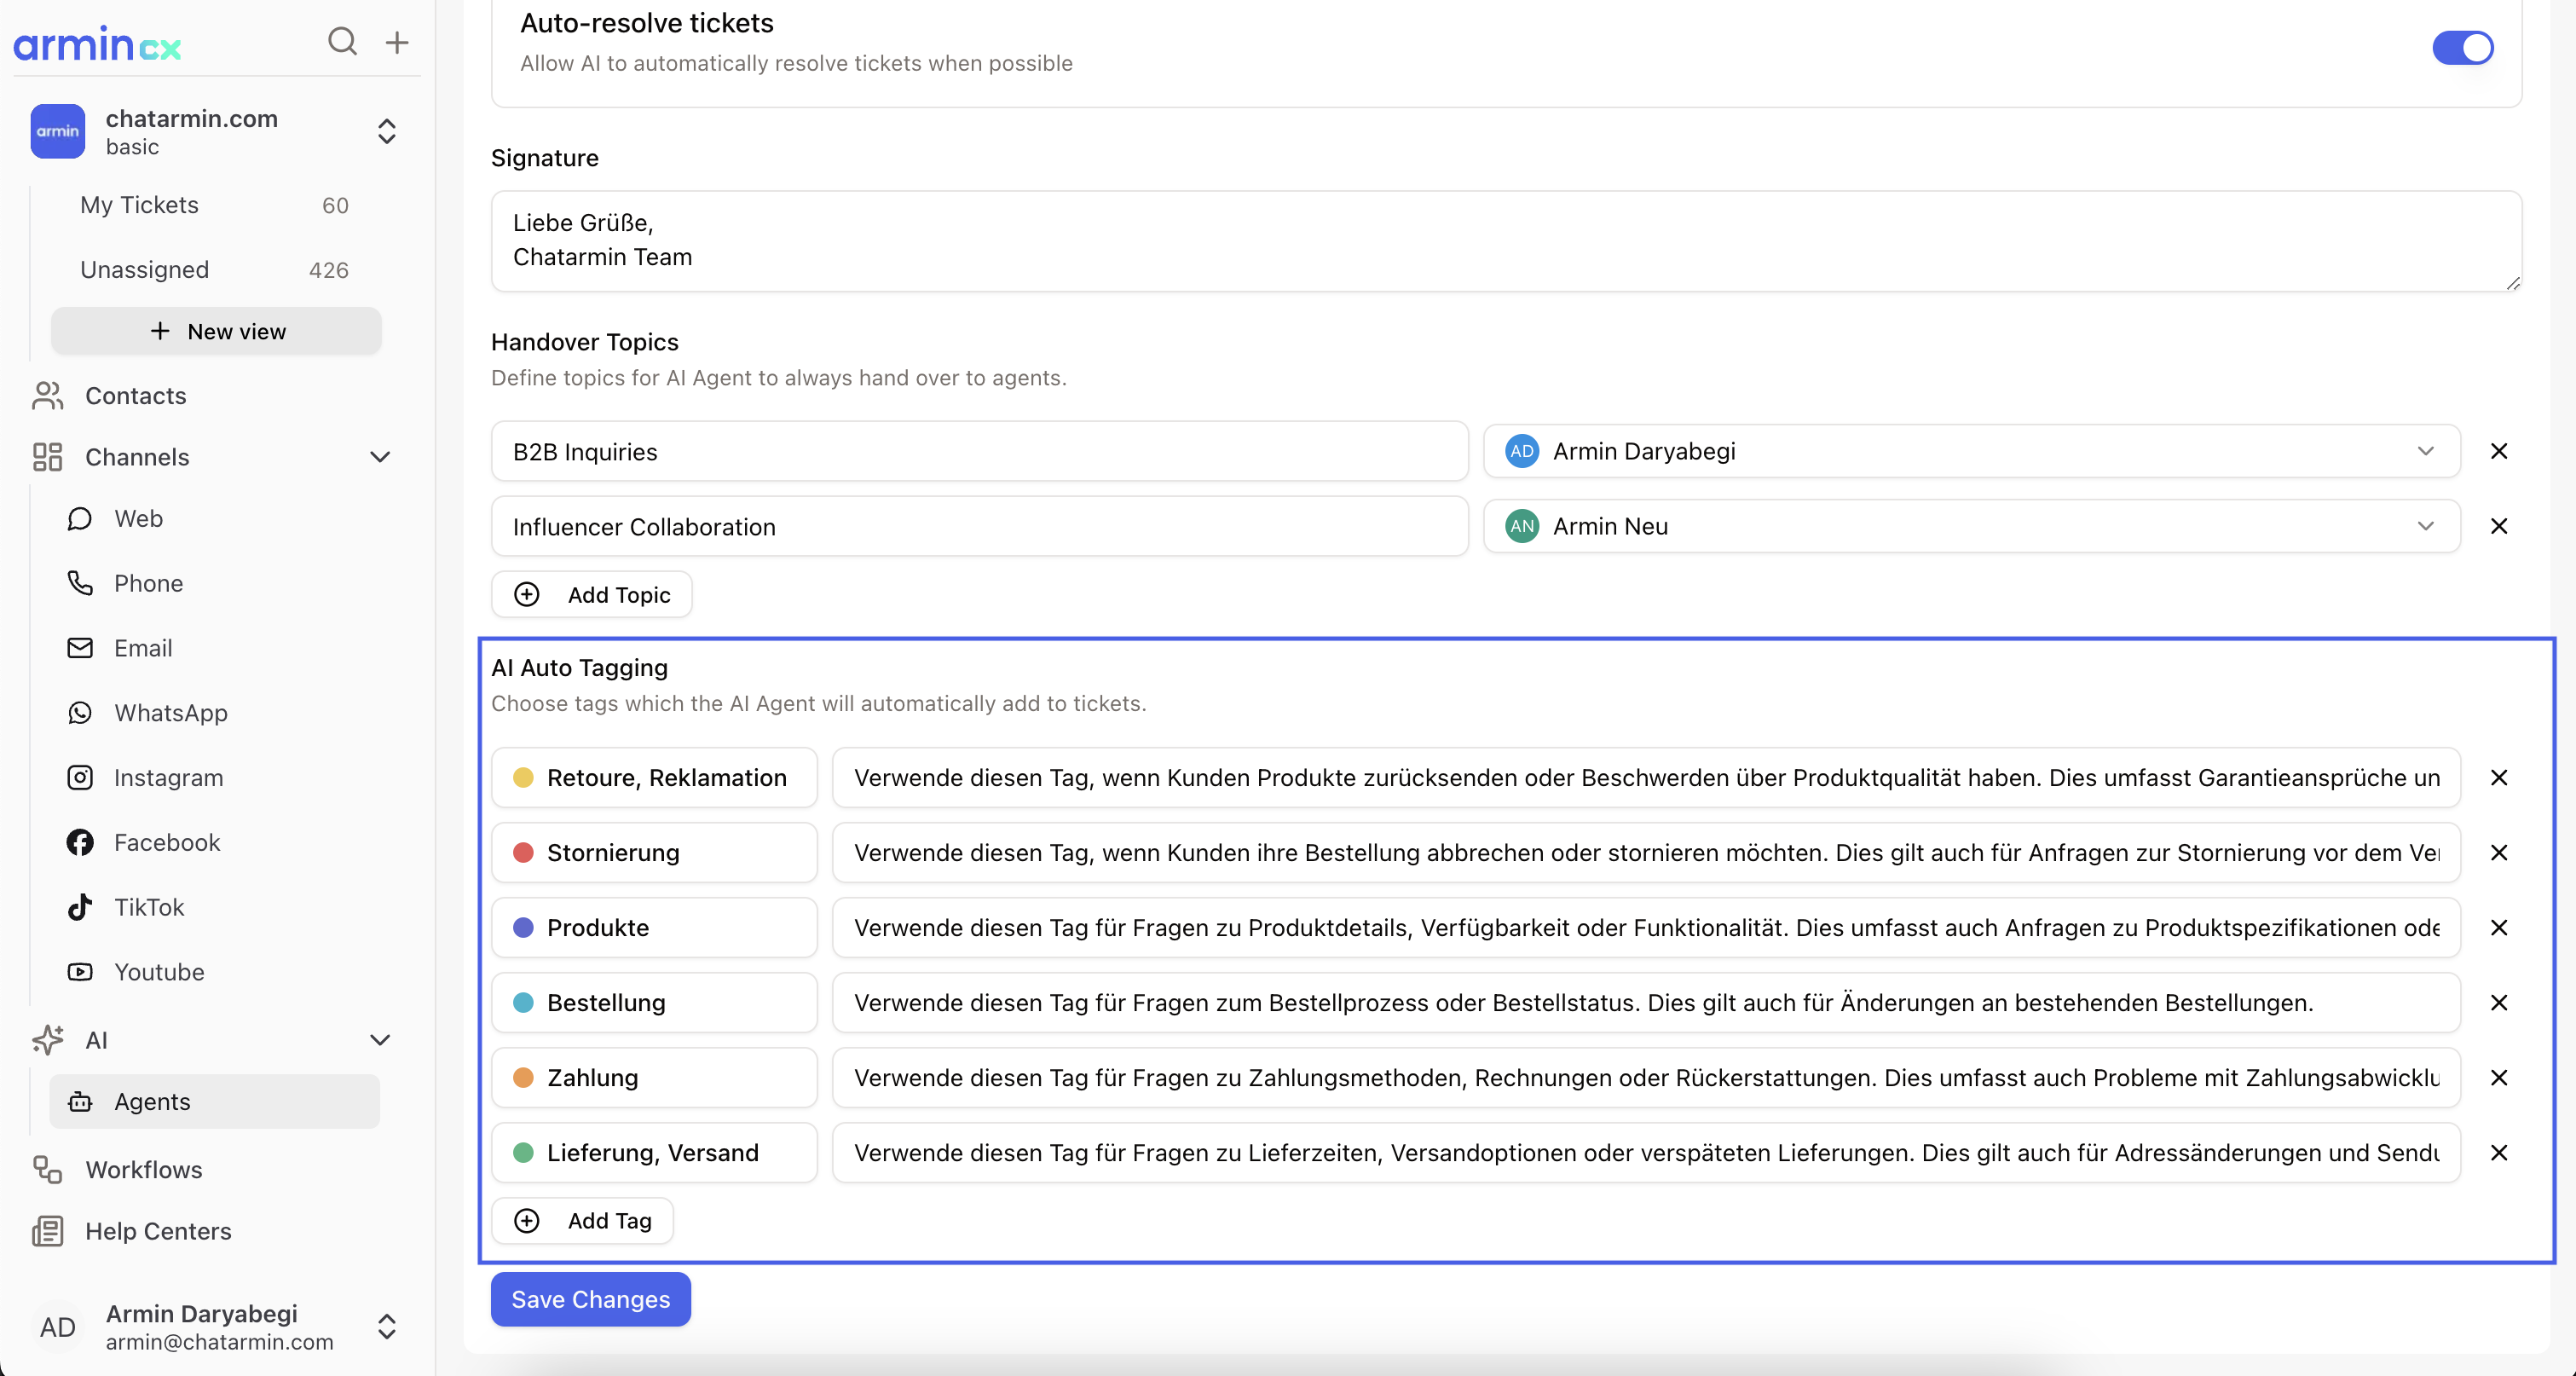 armin cx
armin
chatarmin.com
basic
My Tickets 60
Unassigned 426
New view
Contacts
Channels
Web
Phone
Email
WhatsApp
Instagram
Facebook
TikTok
Youtube
AI
Agents
Workflows
Help Centers
AD
Armin Daryabegi
armin@chatarmin.com
Auto-resolve tickets
Allow AI to automatically resolve tickets when possible
Signature
Liebe Grüße,
Chatarmin Team
Handover Topics
Define topics for AI Agent to always hand over to agents.
B2B Inquiries AD Armin Daryabegi
Influencer Collaboration AN Armin Neu
Add Topic
AI Auto Tagging
Choose tags which the AI Agent will automatically add to tickets.
Retoure, Reklamation Verwende diesen Tag, wenn Kunden Produkte zurücksenden oder Beschwerden über Produktqualität haben. Dies umfasst Garantieansprüche un
Stornierung Verwende diesen Tag, wenn Kunden ihre Bestellung abbrechen oder stornieren möchten. Dies gilt auch für Anfragen zur Stornierung vor dem Ve
Produkte Verwende diesen Tag für Fragen zu Produktdetails, Verfügbarkeit oder Funktionalität. Dies umfasst auch Anfragen zu Produktspezifikationen ode
Bestellung Verwende diesen Tag für Fragen zum Bestellprozess oder Bestellstatus. Dies gilt auch für Änderungen an bestehenden Bestellungen.
Zahlung Verwende diesen Tag für Fragen zu Zahlungsmethoden, Rechnungen oder Rückerstattungen. Dies umfasst auch Probleme mit Zahlungsabwicklu
Lieferung, Versand Verwende diesen Tag für Fragen zu Lieferzeiten, Versandoptionen oder verspäteten Lieferungen. Dies gilt auch für Adressänderungen und Sendu
Add Tag
Save Changes